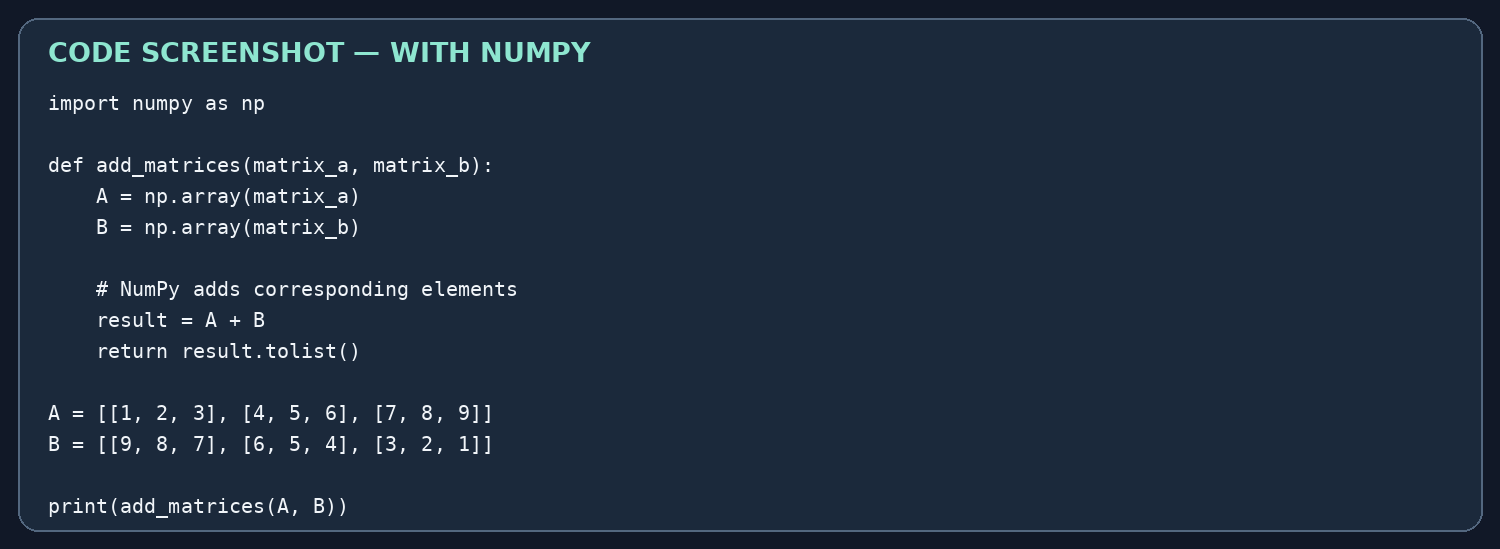 CODE SCREENSHOT — WITH NUMPY
import numpy as np
def add_matrices(matrix_a, matrix_b):
    A = np.array(matrix_a)
    B = np.array(matrix_b)
    # NumPy adds corresponding elements
    result = A + B
    return result.tolist()
A = [[1, 2, 3], [4, 5, 6], [7, 8, 9]]
B = [[9, 8, 7], [6, 5, 4], [3, 2, 1]]
print(add_matrices(A, B))